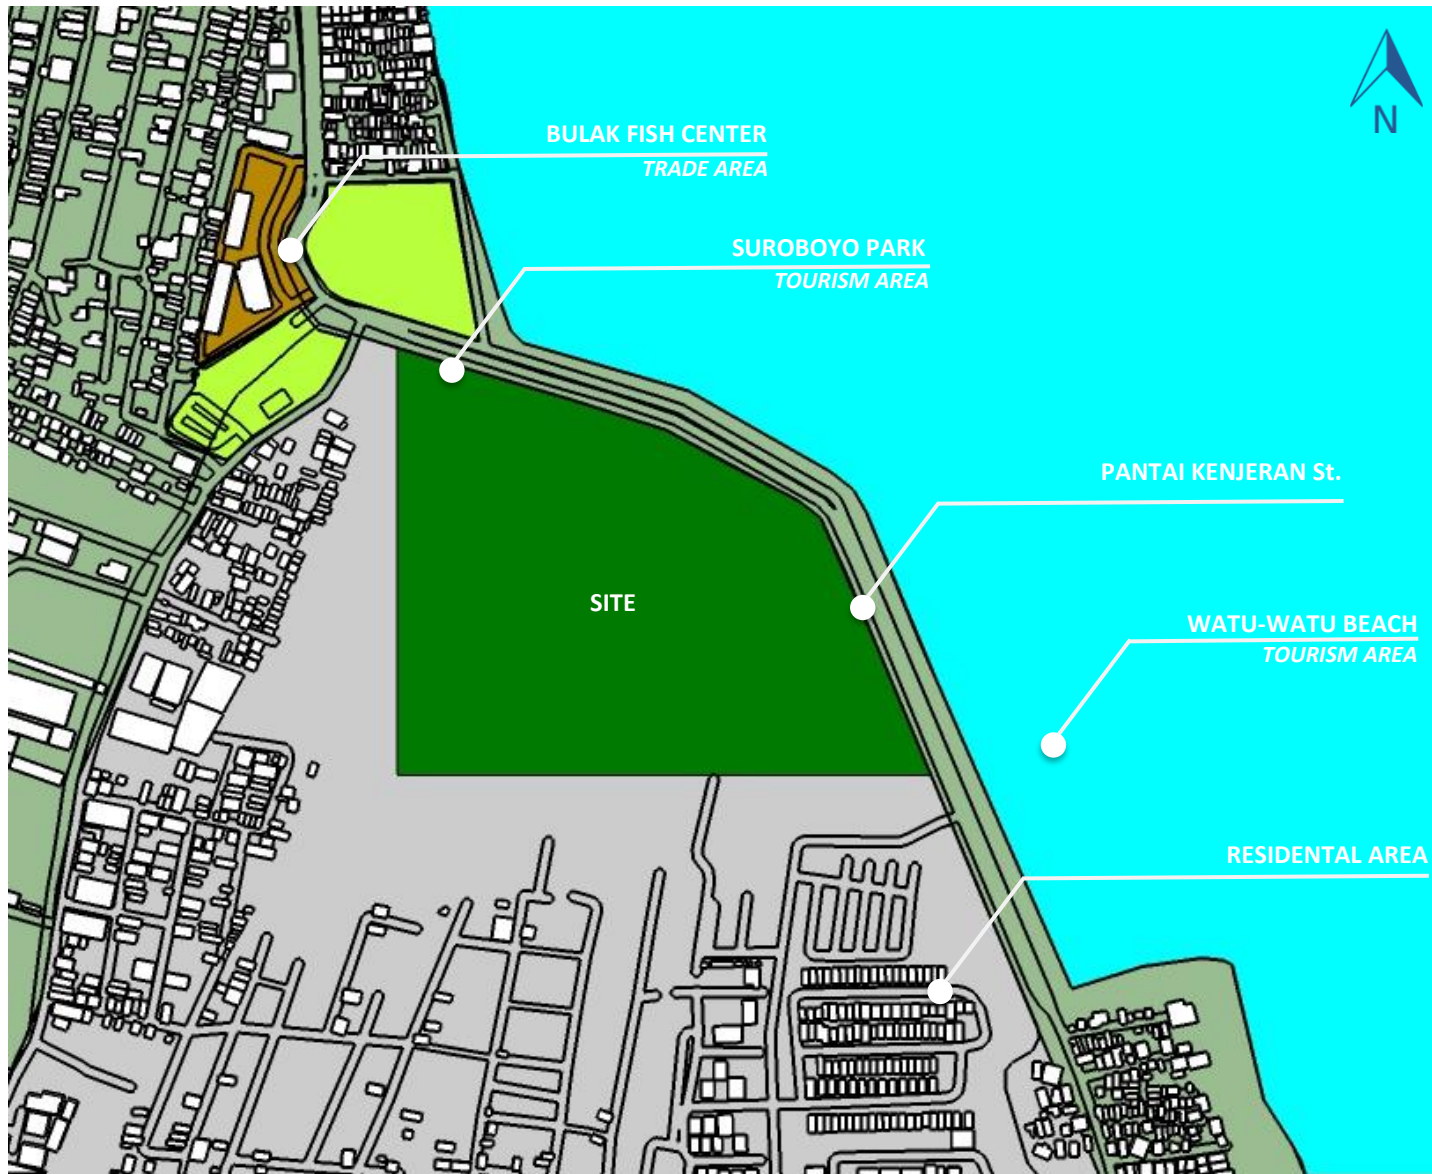 N
BULAK FISH CENTER
TRADE AREA
SUROBOYO PARK
TOURISM AREA
PANTAI KENJERAN St.
SITE
WATU-WATU BEACH
TOURISM AREA
RESIDENTAL AREA